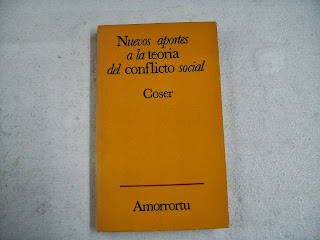 Nuevos aportes
a la teoría
del conflicto social
Coser
Amorrortu